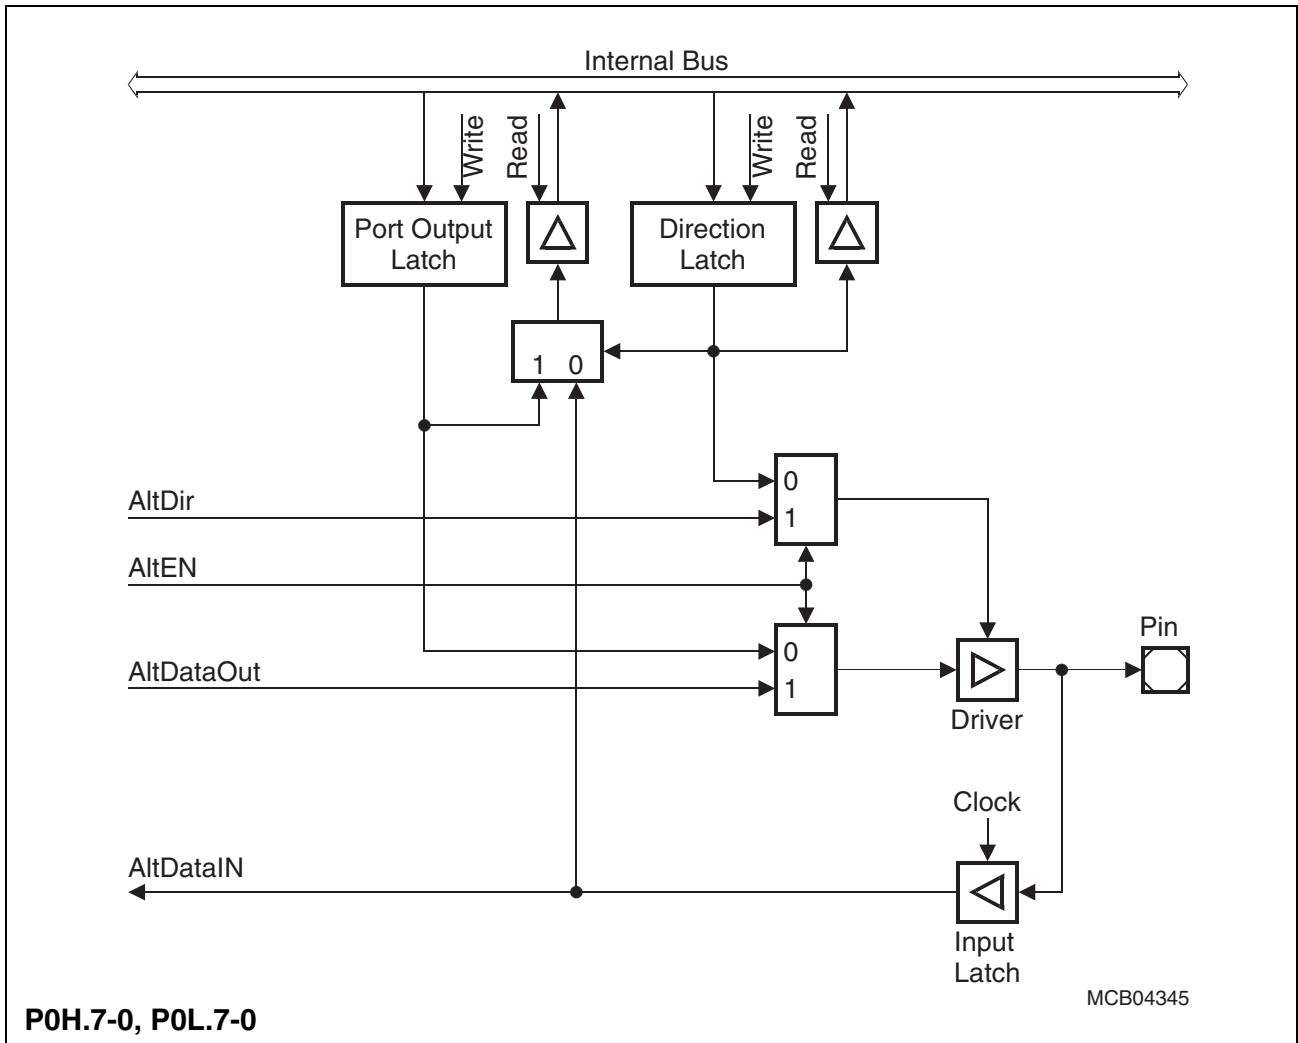 Internal Bus
Write
Read
Write
Read
Port Output
Latch
Direction
Latch
1 0
0
1
AltDir
AltEN
0
1
AltDataOut
Pin
Driver
Clock
AltDataIN
Input
Latch
MCB04345
P0H.7-0, P0L.7-0